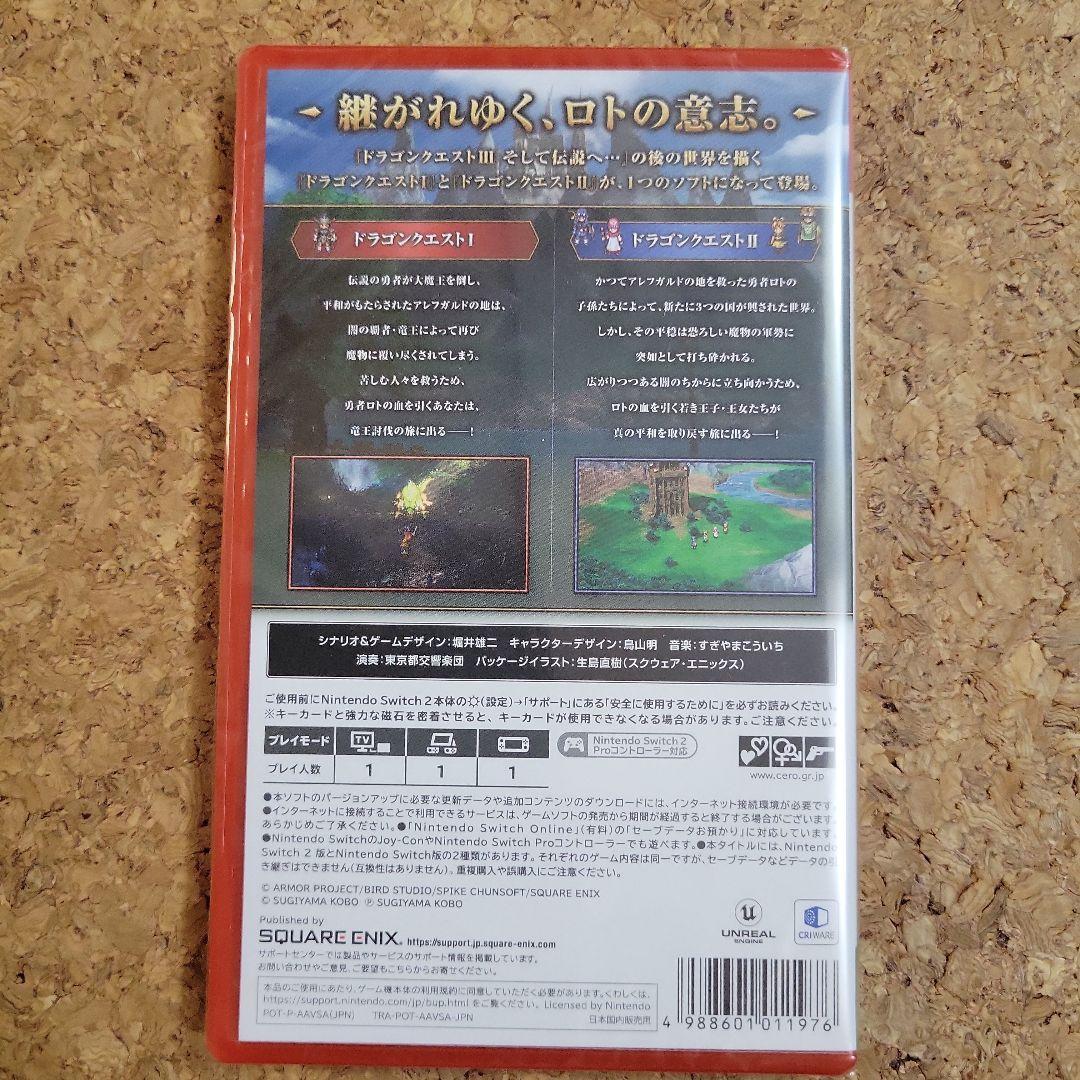 継がれゆく、ロトの意志。
『ドラゴンクエストIII そして伝説へ…』の後の世界を描く
『ドラゴンクエストI』と『ドラゴンクエストII』が、1つのソフトになって登場。
ドラゴンクエストI
伝説の勇者が大魔王を倒し、
平和がもたらされたアレフガルドの地は、
闇の覇者・竜王によって再び
魔物に覆い尽くされてしまう。
苦しむ人々を救うため、
勇者ロトの血を引くあなたは、
竜王討伐の旅に出る――!
ドラゴンクエストII
かつてアレフガルドの地を救った勇者ロトの
子孫たちによって、新たに3つの国が興された世界。
しかし、その平穏は恐ろしい魔物の軍勢に
突如として打ち砕かれる。
広がりつつある闇のちからに立ち向かうため、
ロトの血を引く若き王子・王女たちが
真の平和を取り戻す旅に出る――!
シナリオ&ゲームデザイン:堀井雄二 キャラクターデザイン:鳥山明 音楽:すぎやまこういち
演奏:東京都交響楽団 パッケージイラスト:生島直樹(スクウェア・エニックス)
ご使用前にNintendo Switch 2本体の(設定)→「サポート」にある「安全に使用するために」を必ずお読みください。
※キーカードと強力な磁石を密着させると、キーカードが使用できなくなる場合があります。ご注意ください。
プレイモード TV
プレイ人数 1 1 1
Nintendo Switch 2
Proコントローラー対応
www.cero.gr.jp
●本ソフトのバージョンアップに必要な更新データや追加コンテンツのダウンロードには、インターネット接続環境が必要です。
●インターネットに接続することで利用できるサービスは、ゲームソフトの発売から期間が経過すると終了する場合がございます。
あらかじめご了承ください。●「Nintendo Switch Online」(有料)の「セーブデータお預かり」に対応しています。
●Nintendo SwitchのJoy-ConやNintendo Switch Proコントローラーでも遊べます。●本タイトルには、Nintendo
Switch 2 版とNintendo Switch版の2種類があります。それぞれのゲーム内容は同一ですが、セーブデータなどデータの引
き継ぎはできません(互換性はありません)。重複購入や誤購入にご注意ください。
© ARMOR PROJECT/BIRD STUDIO/SPIKE CHUNSOFT/SQUARE ENIX
© SUGIYAMA KOBO ℗ SUGIYAMA KOBO
Published by
SQUARE ENIX. https://support.jp.square-enix.com
サポートセンターでは製品やサービスのサポート情報を掲載しています。
お問い合わせやご意見、ご要望もこちらからお寄せください。
UNREAL
ENGINE
CRIWARE
本品のご使用にあたり、ゲーム機本体の利用規約に同意していただく必要があります。くわしくは、
https://support.nintendo.com/jp/bup.html をご覧ください。 Licensed by Nintendo
POT-P-AAVSA(JPN) TRA-POT-AAVSA-JPN 日本国内販売用
4 988601 011976